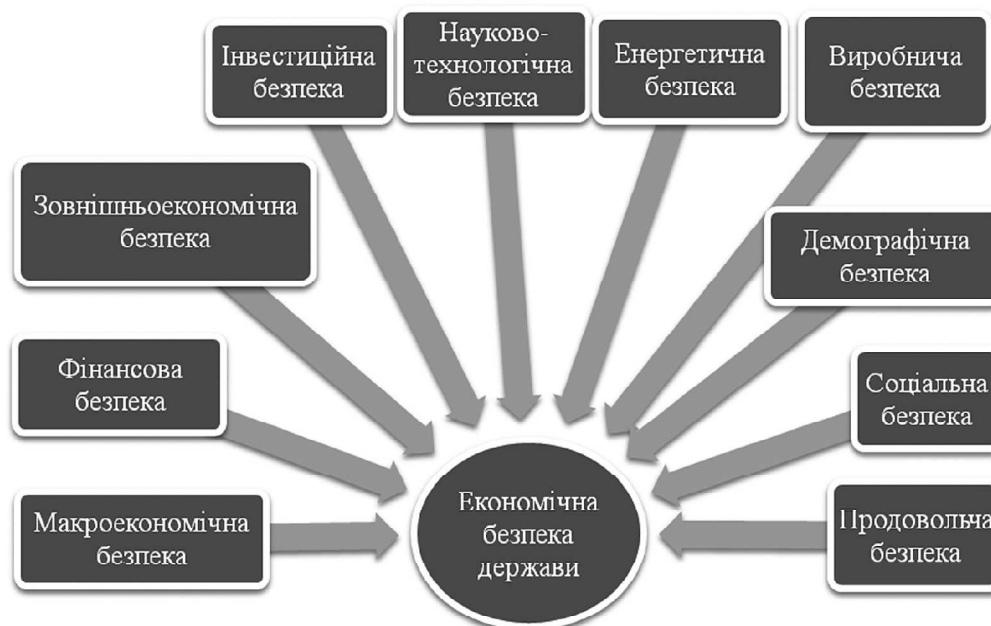 Інвестиційна
безпека
Науково-
технологічна
безпека
Енергетична
безпека
Виробнича
безпека
Зовнішньоекономічна
безпека
Демографічна
безпека
Фінансова
безпека
Соціальна
безпека
Макроекономічна
безпека
Економічна
безпека
держави
Продовольча
безпека